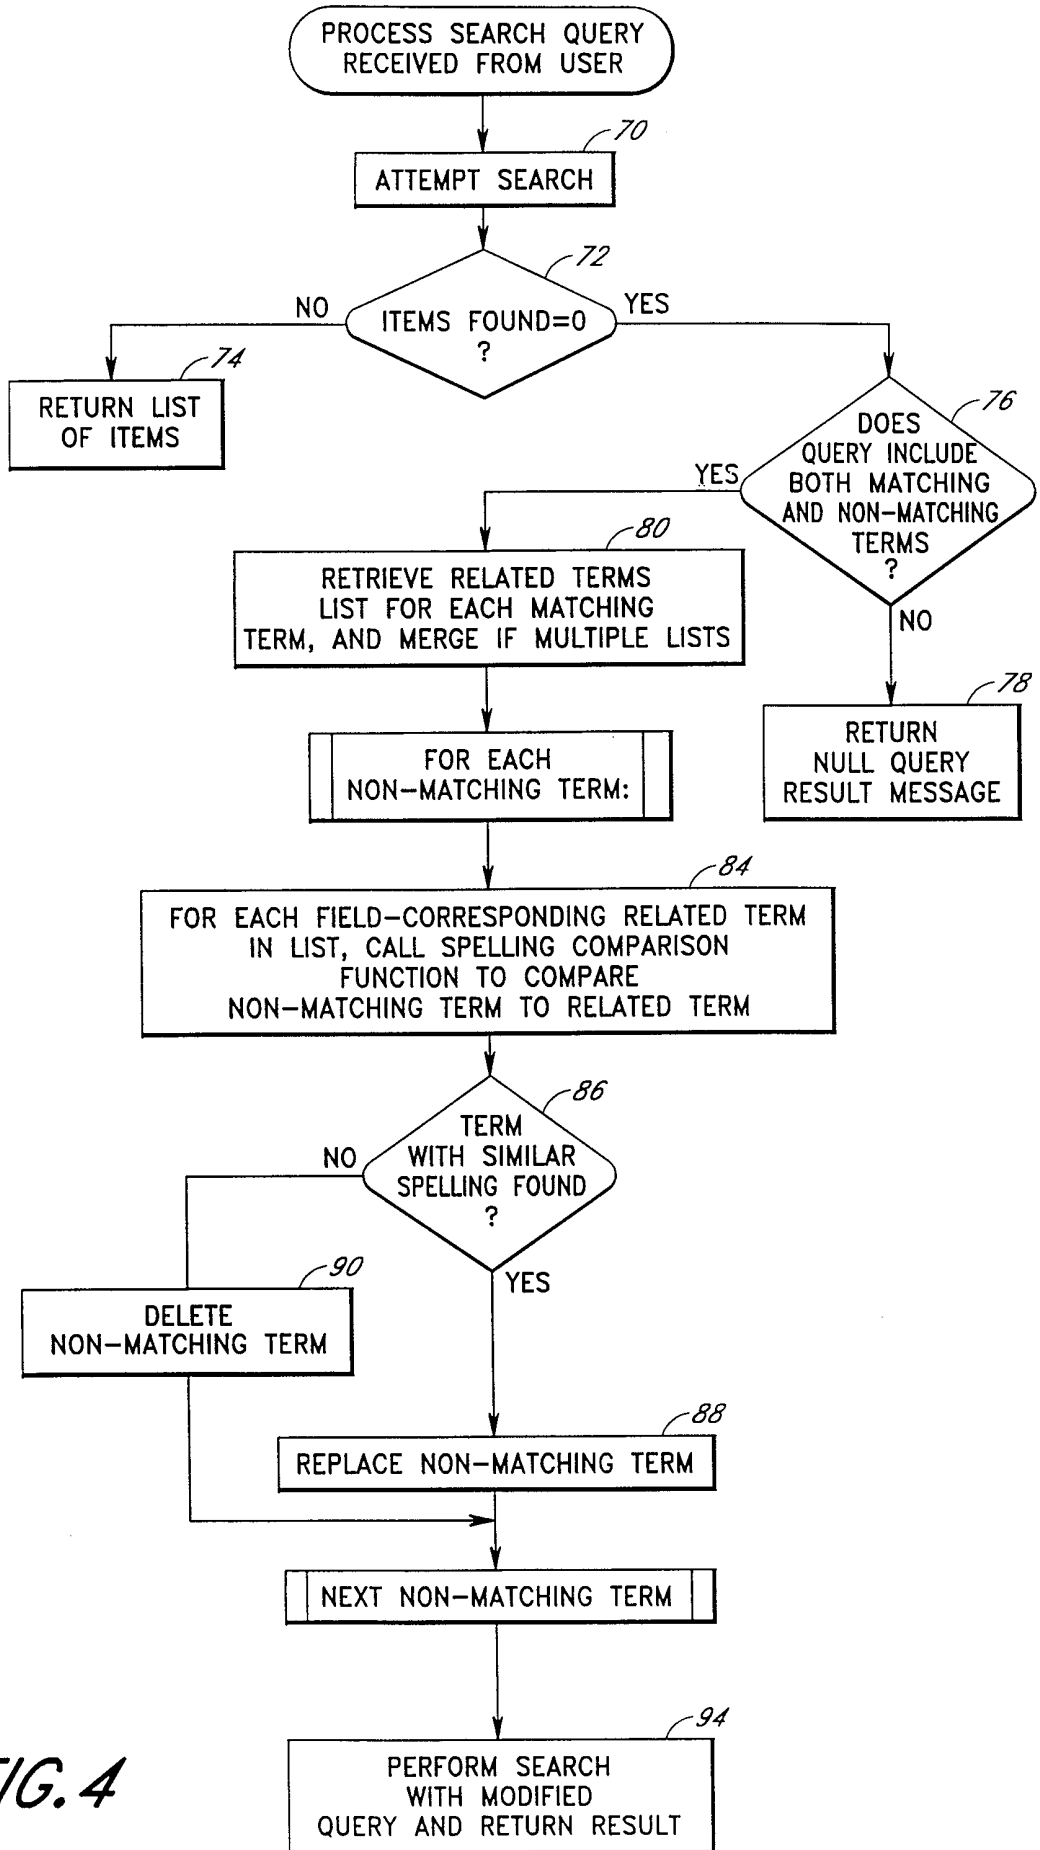 PROCESS SEARCH QUERY
RECEIVED FROM USER
70
ATTEMPT SEARCH
72
ITEMS FOUND=0
?
NO
YES
74
RETURN LIST
OF ITEMS
76
DOES
QUERY INCLUDE
BOTH MATCHING
AND NON-MATCHING
TERMS
?
YES
NO
80
RETRIEVE RELATED TERMS
LIST FOR EACH MATCHING
TERM, AND MERGE IF MULTIPLE LISTS
78
RETURN
NULL QUERY
RESULT MESSAGE
FOR EACH
NON-MATCHING TERM:
84
FOR EACH FIELD-CORRESPONDING RELATED TERM
IN LIST, CALL SPELLING COMPARISON
FUNCTION TO COMPARE
NON-MATCHING TERM TO RELATED TERM
86
TERM
WITH SIMILAR
SPELLING FOUND
?
NO
YES
90
DELETE
NON-MATCHING TERM
88
REPLACE NON-MATCHING TERM
NEXT NON-MATCHING TERM
94
PERFORM SEARCH
WITH MODIFIED
QUERY AND RETURN RESULT
FIG. 4